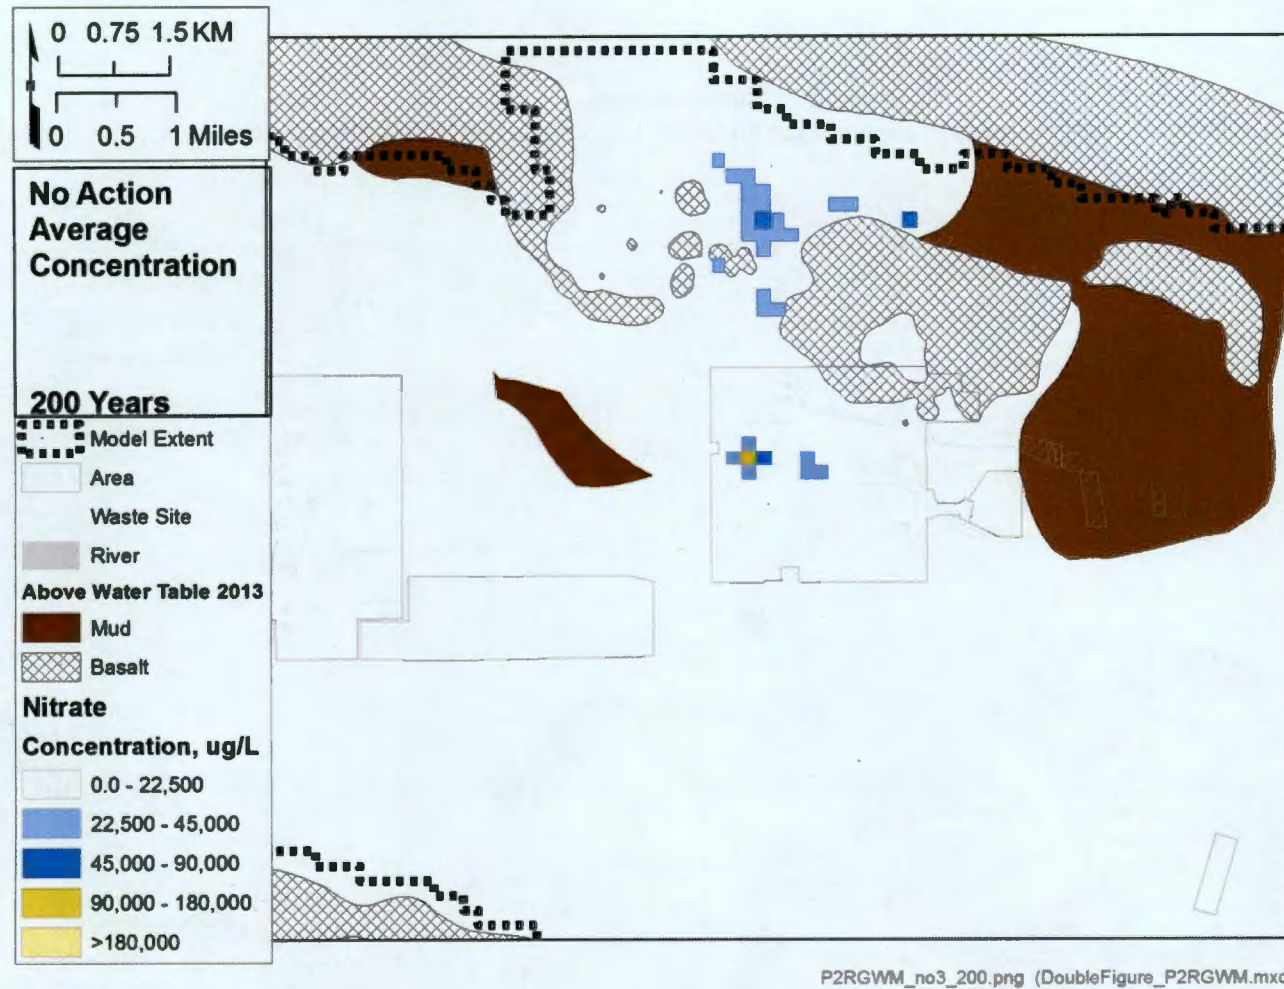 0 0.75 1.5 KM
0 0.5 1 Miles
No Action
Average
Concentration
200 Years
Model Extent
Area
Waste Site
River
Above Water Table 2013
Mud
Basalt
Nitrate
Concentration, ug/L
0.0 - 22,500
22,500 - 45,000
45,000 - 90,000
90,000 - 180,000
>180,000
P2RGWM_no3_200.png (DoubleFigure_P2RGWM.mxd